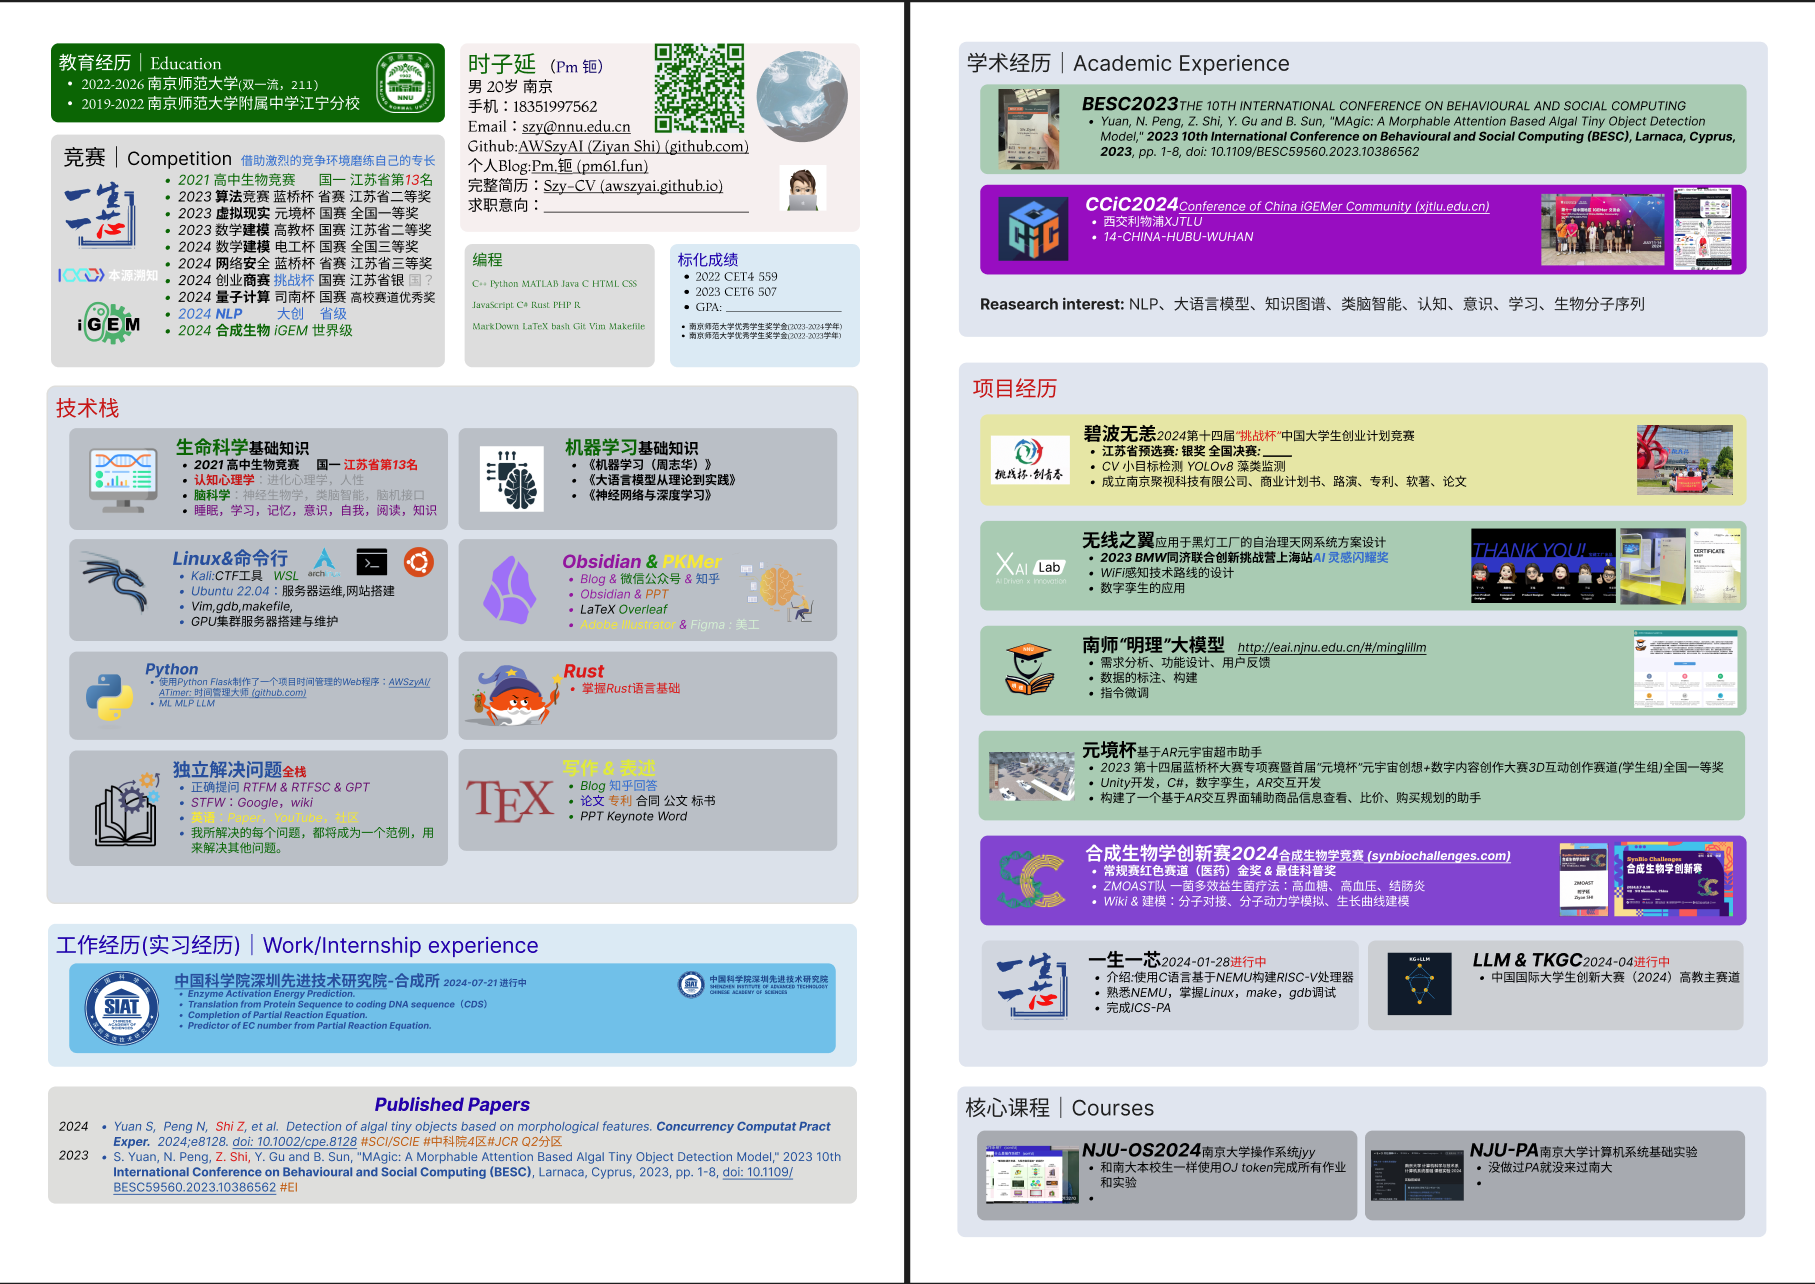 教育经历｜Education
• 2022-2026 南京师范大学(双一流，211)
• 2019-2022 南京师范大学附属中学江宁分校
NNU
时子延 （Pm 钷）
男 20岁 南京
手机：18351997562
Email：szy@nnu.edu.cn
Github:AWSzyAI (Ziyan Shi) (github.com)
个人Blog:Pm.钷 (pm61.fun)
完整简历：Szy-CV (awszyai.github.io)
求职意向：
竞赛｜Competition 借助激烈的竞争环境磨练自己的专长
一生一芯
本源溯知
iGEM
• 2021 高中生物竞赛 国一 江苏省第13名
• 2023 算法竞赛 蓝桥杯 省赛 江苏省二等奖
• 2023 虚拟现实 元境杯 国赛 全国一等奖
• 2023 数学建模 高教杯 国赛 江苏省二等奖
• 2024 数学建模 电工杯 国赛 全国三等奖
• 2024 网络安全 蓝桥杯 省赛 江苏省三等奖
• 2024 创业商赛 挑战杯 国赛 江苏省银 国？
• 2024 量子计算 司南杯 国赛 高校赛道优秀奖
• 2024 NLP 大创 省级
• 2024 合成生物 iGEM 世界级
编程
C++ Python MATLAB Java C HTML CSS
JavaScript C# Rust PHP R
MarkDown LaTeX bash Git Vim Makefile
标化成绩
• 2022 CET4 559
• 2023 CET6 507
• GPA:
• 南京师范大学优秀学生奖学金(2023-2024学年)
• 南京师范大学优秀学生奖学金(2022-2023学年)
技术栈
生命科学基础知识
• 2021 高中生物竞赛 国一 江苏省第13名
• 认知心理学：进化心理学，人性
• 脑科学：神经生物学，类脑智能，脑机接口
• 睡眠，学习，记忆，意识，自我，阅读，知识
机器学习基础知识
• 《机器学习（周志华）》
• 《大语言模型从理论到实践》
• 《神经网络与深度学习》
Linux&命令行
arch
• Kali:CTF工具 WSL
• Ubuntu 22.04：服务器运维,网站搭建
• Vim,gdb,makefile,
• GPU集群服务器搭建与维护
Obsidian & PKMer
• Blog & 微信公众号 & 知乎
• Obsidian & PPT
• LaTeX Overleaf
• Adobe Illustrator & Figma：美工
Python
• 使用Python Flask制作了一个项目时间管理的Web程序：AWSzyAI/
ATimer: 时间管理大师 (github.com)
• ML MLP LLM
Rust
• 掌握Rust语言基础
独立解决问题全栈
• 正确提问 RTFM & RTFSC & GPT
• STFW：Google，wiki
• 英语：Paper，YouTube，社区
• 我所解决的每个问题，都将成为一个范例，用
来解决其他问题。
TEX
写作 & 表述
• Blog 知乎回答
• 论文 专利 合同 公文 标书
• PPT Keynote Word
工作经历(实习经历)｜Work/Internship experience
SIAT
CHINESE ACADEMY OF SCIENCES
中国科学院深圳先进技术研究院-合成所 2024-07-21 进行中
• Enzyme Activation Energy Prediction.
• Translation from Protein Sequence to coding DNA sequence（CDS）
• Completion of Partial Reaction Equation.
• Predictor of EC number from Partial Reaction Equation.
中国科学院深圳先进技术研究院
SHENZHEN INSTITUTE OF ADVANCED TECHNOLOGY
CHINESE ACADEMY OF SCIENCES
Published Papers
2024 • Yuan S, Peng N, Shi Z, et al. Detection of algal tiny objects based on morphological features. Concurrency Computat Pract
Exper. 2024;e8128. doi: 10.1002/cpe.8128 #SCI/SCIE #中科院4区#JCR Q2分区
2023 • S. Yuan, N. Peng, Z. Shi, Y. Gu and B. Sun, "MAgic: A Morphable Attention Based Algal Tiny Object Detection Model," 2023 10th
International Conference on Behavioural and Social Computing (BESC), Larnaca, Cyprus, 2023, pp. 1-8, doi: 10.1109/
BESC59560.2023.10386562 #EI
学术经历｜Academic Experience
BESC2023THE 10TH INTERNATIONAL CONFERENCE ON BEHAVIOURAL AND SOCIAL COMPUTING
• Yuan, N. Peng, Z. Shi, Y. Gu and B. Sun, "MAgic: A Morphable Attention Based Algal Tiny Object Detection
Model," 2023 10th International Conference on Behavioural and Social Computing (BESC), Larnaca, Cyprus,
2023, pp. 1-8, doi: 10.1109/BESC59560.2023.10386562
CCiC2024Conference of China iGEMer Community (xjtlu.edu.cn)
• 西交利物浦XJTLU
• 14-CHINA-HUBU-WUHAN
Reasearch interest: NLP、大语言模型、知识图谱、类脑智能、认知、意识、学习、生物分子序列
项目经历
挑战杯·创青春
碧波无恙2024第十四届“挑战杯”中国大学生创业计划竞赛
• 江苏省预选赛: 银奖 全国决赛:
• CV 小目标检测 YOLOv8 藻类监测
• 成立南京聚视科技有限公司、商业计划书、路演、专利、软著、论文
XAI Lab
AI Driven x Innovation
无线之翼应用于黑灯工厂的自治理天网系统方案设计
• 2023 BMW同济联合创新挑战营上海站AI 灵感闪耀奖
• WiFi感知技术路线的设计
• 数字孪生的应用
THANK YOU!
CERTIFICATE
南师“明理”大模型 http://eai.njnu.edu.cn/#/minglillm
• 需求分析、功能设计、用户反馈
• 数据的标注、构建
• 指令微调
元境杯基于AR元宇宙超市助手
• 2023 第十四届蓝桥杯大赛专项赛暨首届“元境杯”元宇宙创想+数字内容创作大赛3D互动创作赛道(学生组)全国一等奖
• Unity开发，C#，数字孪生，AR交互开发
• 构建了一个基于AR交互界面辅助商品信息查看、比价、购买规划的助手
合成生物学创新赛2024合成生物学竞赛 (synbiochallenges.com)
• 常规赛红色赛道（医药）金奖 & 最佳科普奖
• ZMOAST队 一菌多效益生菌疗法：高血糖、高血压、结肠炎
• Wiki & 建模：分子对接、分子动力学模拟、生长曲线建模
ZMOAST
Ziyan SHI
SynBio Challenges
合成生物学创新赛
一生一芯
一生一芯2024-01-28进行中
• 介绍:使用C语言基于NEMU构建RISC-V处理器
• 熟悉NEMU，掌握Linux，make，gdb调试
• 完成ICS-PA
KG+LLM
LLM & TKGC2024-04进行中
• 中国国际大学生创新大赛（2024）高教主赛道
核心课程｜Courses
NJU-OS2024南京大学操作系统jyy
• 和南大本校生一样使用OJ token完成所有作业
和实验
•
NJU-PA南京大学计算机系统基础实验
• 没做过PA就没来过南大
•